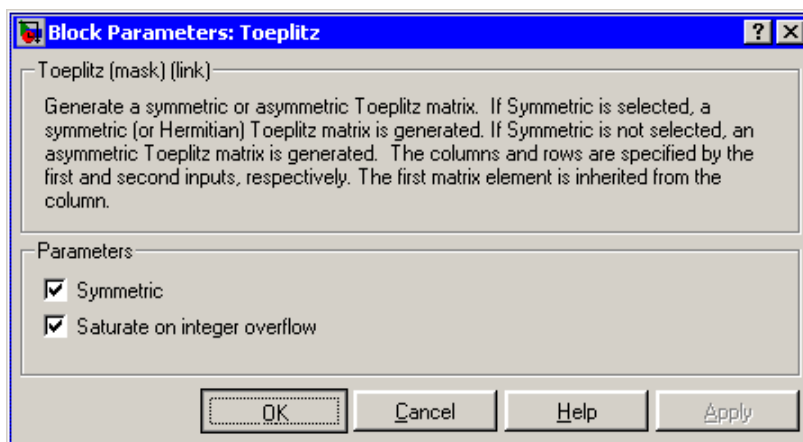 Block Parameters: Toeplitz
Toeplitz (mask) (link)
Generate a symmetric or asymmetric Toeplitz matrix. If Symmetric is selected, a
symmetric (or Hermitian) Toeplitz matrix is generated. If Symmetric is not selected, an
asymmetric Toeplitz matrix is generated. The columns and rows are specified by the
first and second inputs, respectively. The first matrix element is inherited from the
column.
Parameters
Symmetric
Saturate on integer overflow
OK Cancel Help Apply